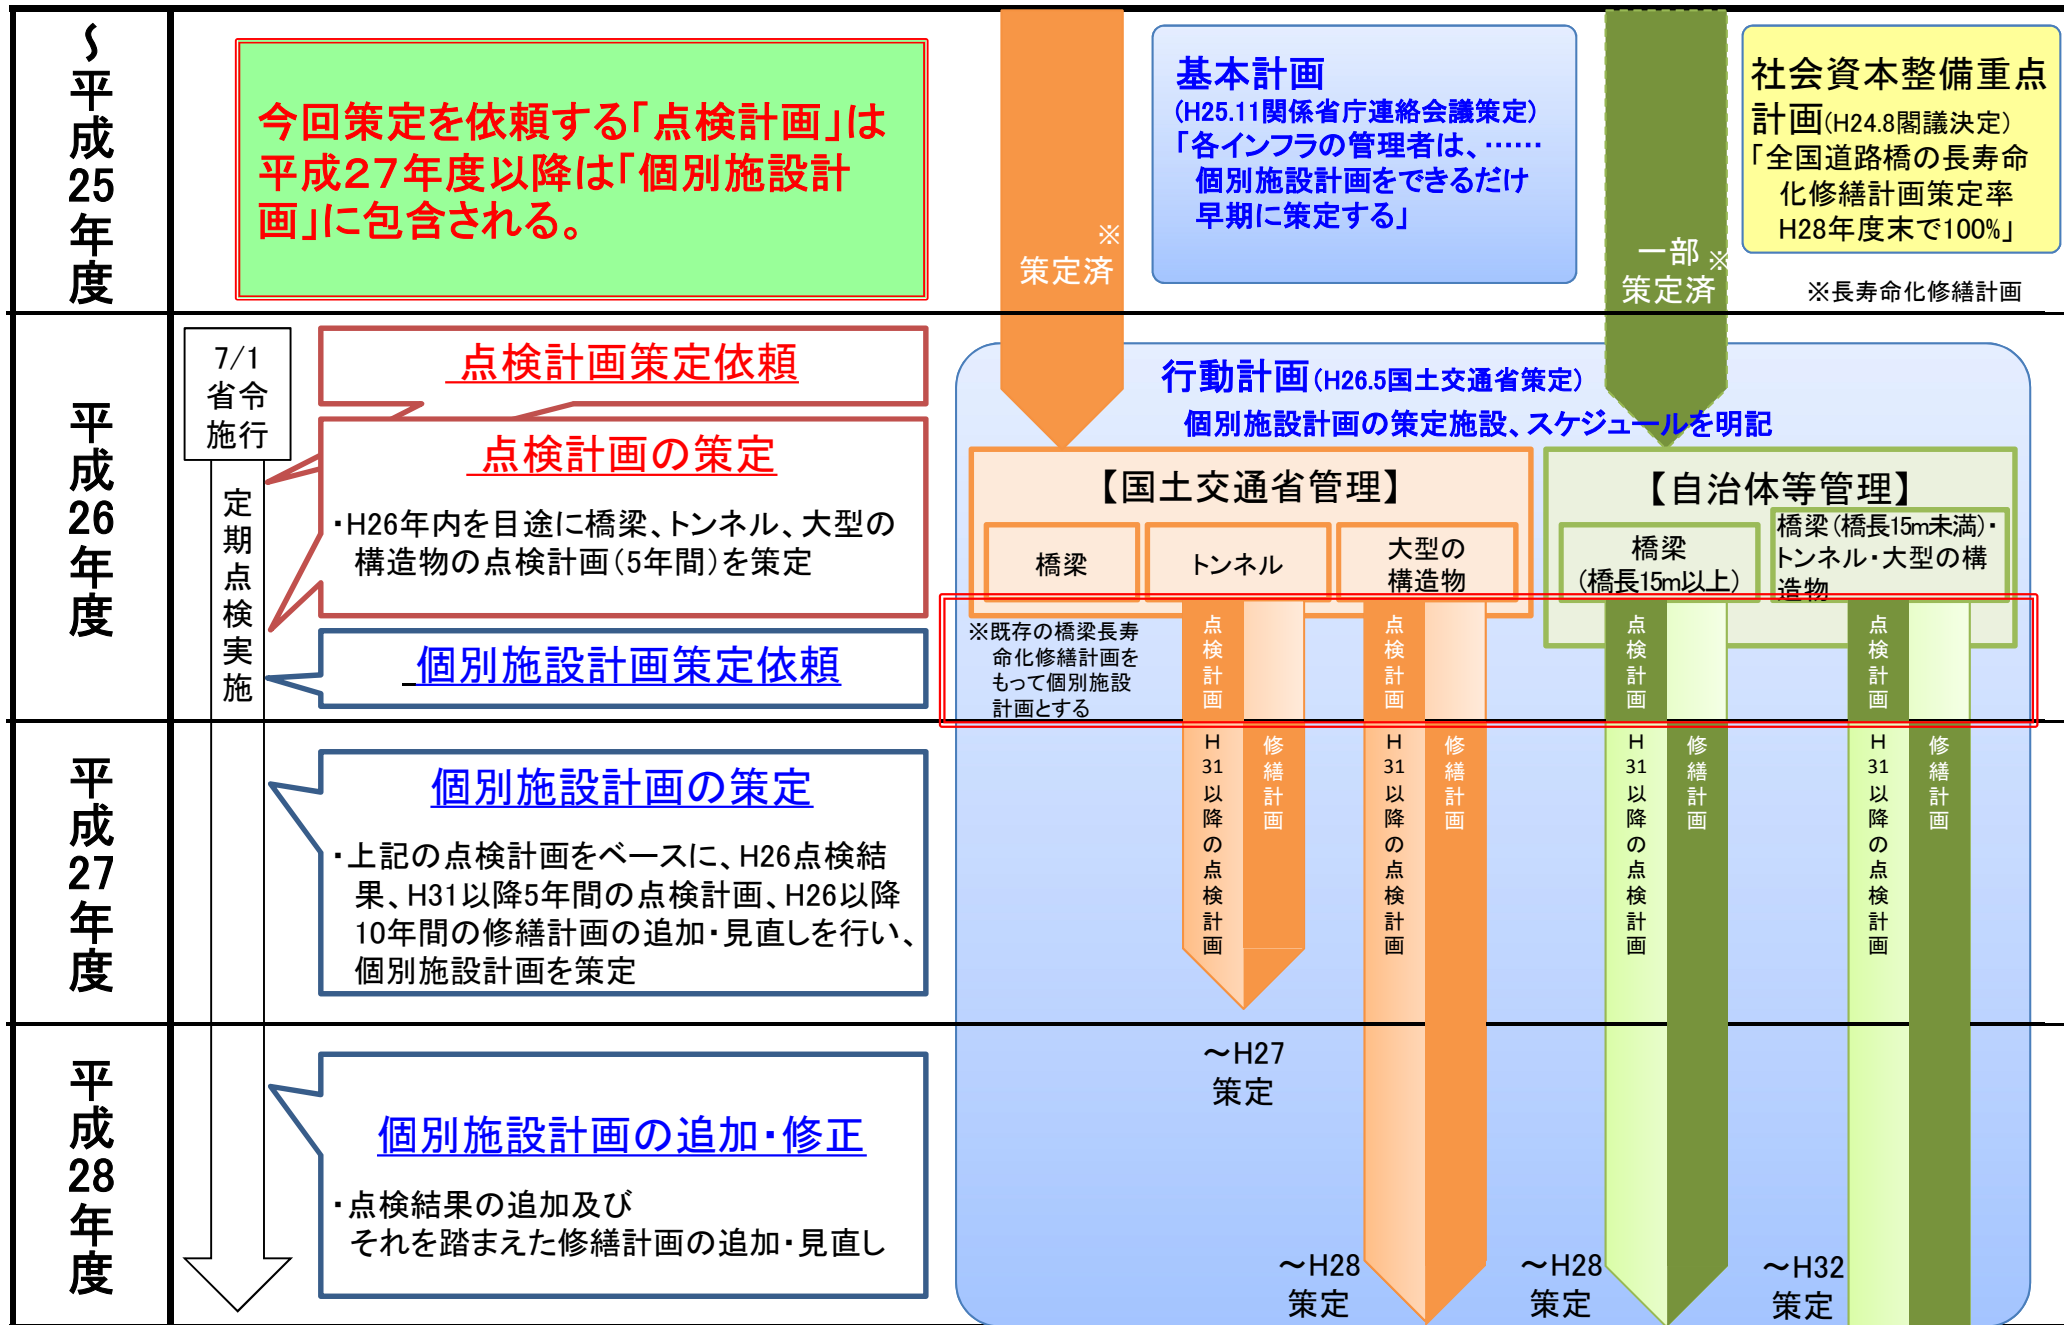 ～平成25年度
今回策定を依頼する「点検計画」は
平成２７年度以降は「個別施設計
画」に包含される。
※
策定済
基本計画
(H25.11関係省庁連絡会議策定)
「各インフラの管理者は、……
個別施設計画をできるだけ
早期に策定する」
一部※
策定済
社会資本整備重点
計画(H24.8閣議決定)
「全国道路橋の長寿命
化修繕計画策定率
H28年度末で100%」
※長寿命化修繕計画
平成26年度
7/1
省令
施行
定期点検実施
点検計画策定依頼
点検計画の策定
・H26年内を目途に橋梁、トンネル、大型の
構造物の点検計画(5年間)を策定
個別施設計画策定依頼
行動計画(H26.5国土交通省策定)
個別施設計画の策定施設、スケジュールを明記
【国土交通省管理】
橋梁
トンネル
大型の
構造物
【自治体等管理】
橋梁
(橋長15m以上)
橋梁(橋長15m未満)・
トンネル・大型の構
造物
※既存の橋梁長寿
命化修繕計画を
もって個別施設
計画とする
点検計画
点検計画
点検計画
点検計画
平成27年度
個別施設計画の策定
・上記の点検計画をベースに、H26点検結
果、H31以降5年間の点検計画、H26以降
10年間の修繕計画の追加・見直しを行い、
個別施設計画を策定
H31以降の点検計画
修繕計画
H31以降の点検計画
修繕計画
H31以降の点検計画
修繕計画
H31以降の点検計画
修繕計画
平成28年度
個別施設計画の追加・修正
・点検結果の追加及び
それを踏まえた修繕計画の追加・見直し
～H27
策定
～H28
策定
～H28
策定
～H32
策定